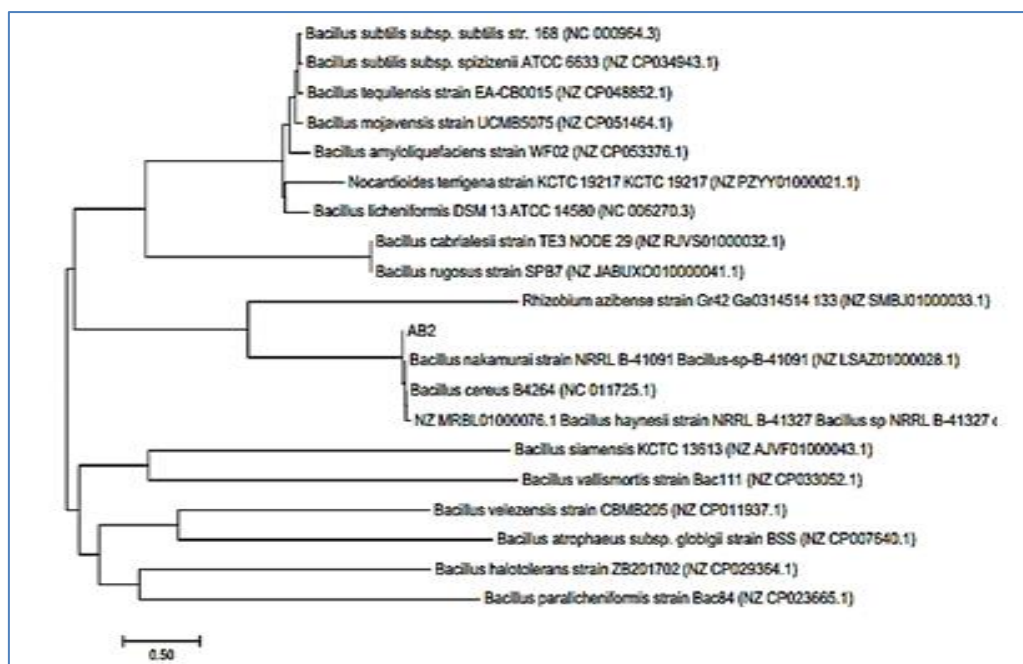 Bacillus subtilis subsp. subtilis str. 168 (NC 000964.3)
Bacillus subtilis subsp. spizizenii ATCC 6633 (NZ CP034943.1)
Bacillus tequilensis strain EA-CB0015 (NZ CP048852.1)
Bacillus mojavensis strain UCMB5075 (NZ CP051464.1)
Bacillus amyloliquefaciens strain WF02 (NZ CP053376.1)
Nocardioides terrigena strain KCTC 19217 KCTC 19217 (NZ PZYY01000021.1)
Bacillus licheniformis DSM 13 ATCC 14580 (NC 006270.3)
Bacillus cabrialesii strain TE3 NODE 29 (NZ RJVS01000032.1)
Bacillus rugosus strain SPB7 (NZ JABUXO010000041.1)
Rhizobium azibense strain Gr42 Ga0314514 133 (NZ SMBJ01000033.1)
AB2
Bacillus nakamurai strain NRRL B-41091 Bacillus-sp-B-41091 (NZ LSAZ01000028.1)
Bacillus cereus B4264 (NC 011725.1)
NZ MRBL01000076.1 Bacillus haynesii strain NRRL B-41327 Bacillus sp NRRL B-41327 c
Bacillus siamensis KCTC 13613 (NZ AJVF01000043.1)
Bacillus vallismortis strain Bac111 (NZ CP033052.1)
Bacillus velezensis strain CBMB205 (NZ CP011937.1)
Bacillus atrophaeus subsp. globigii strain BSS (NZ CP007640.1)
Bacillus halotolerans strain ZB201702 (NZ CP029364.1)
Bacillus paralicheniformis strain Bac84 (NZ CP023665.1)
0.50